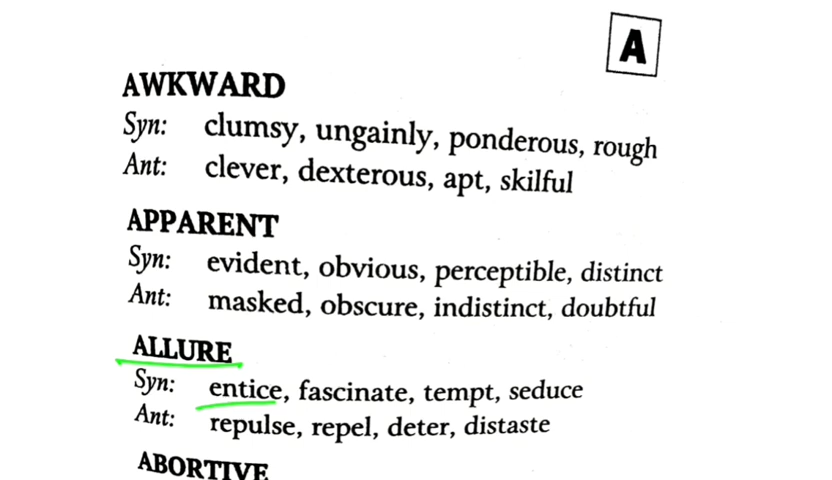 A
AWKWARD
Syn: clumsy, ungainly, ponderous, rough
Ant: clever, dexterous, apt, skilful
APPARENT
Syn: evident, obvious, perceptible, distinct
Ant: masked, obscure, indistinct, doubtful
ALLURE
Syn: entice, fascinate, tempt, seduce
Ant: repulse, repel, deter, distaste
ABORTIVE